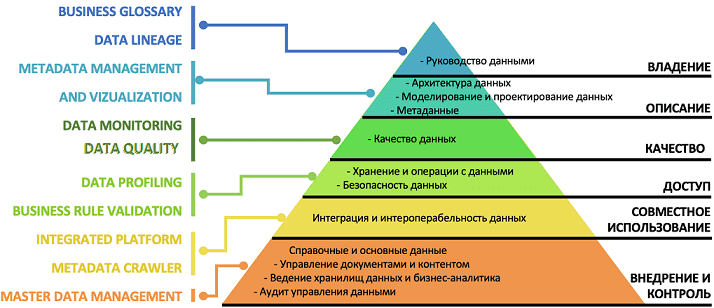 BUSINESS GLOSSARY
DATA LINEAGE
METADATA MANAGEMENT
AND VIZUALIZATION
DATA MONITORING
DATA QUALITY
DATA PROFILING
BUSINESS RULE VALIDATION
INTEGRATED PLATFORM
METADATA CRAWLER
MASTER DATA MANAGEMENT
- Руководство данными
- Архитектура данных
- Моделирование и проектирование данных
- Метаданные
- Качество данных
- Хранение и операции с данными
- Безопасность данных
Интеграция и интероперабельность данных
Справочные и основные данные
- Управление документами и контентом
- Ведение хранилищ данных и бизнес-аналитика
- Аудит управления данными
ВЛАДЕНИЕ
ОПИСАНИЕ
КАЧЕСТВО
ДОСТУП
СОВМЕСТНОЕ
ИСПОЛЬЗОВАНИЕ
ВНЕДРЕНИЕ И
КОНТРОЛЬ